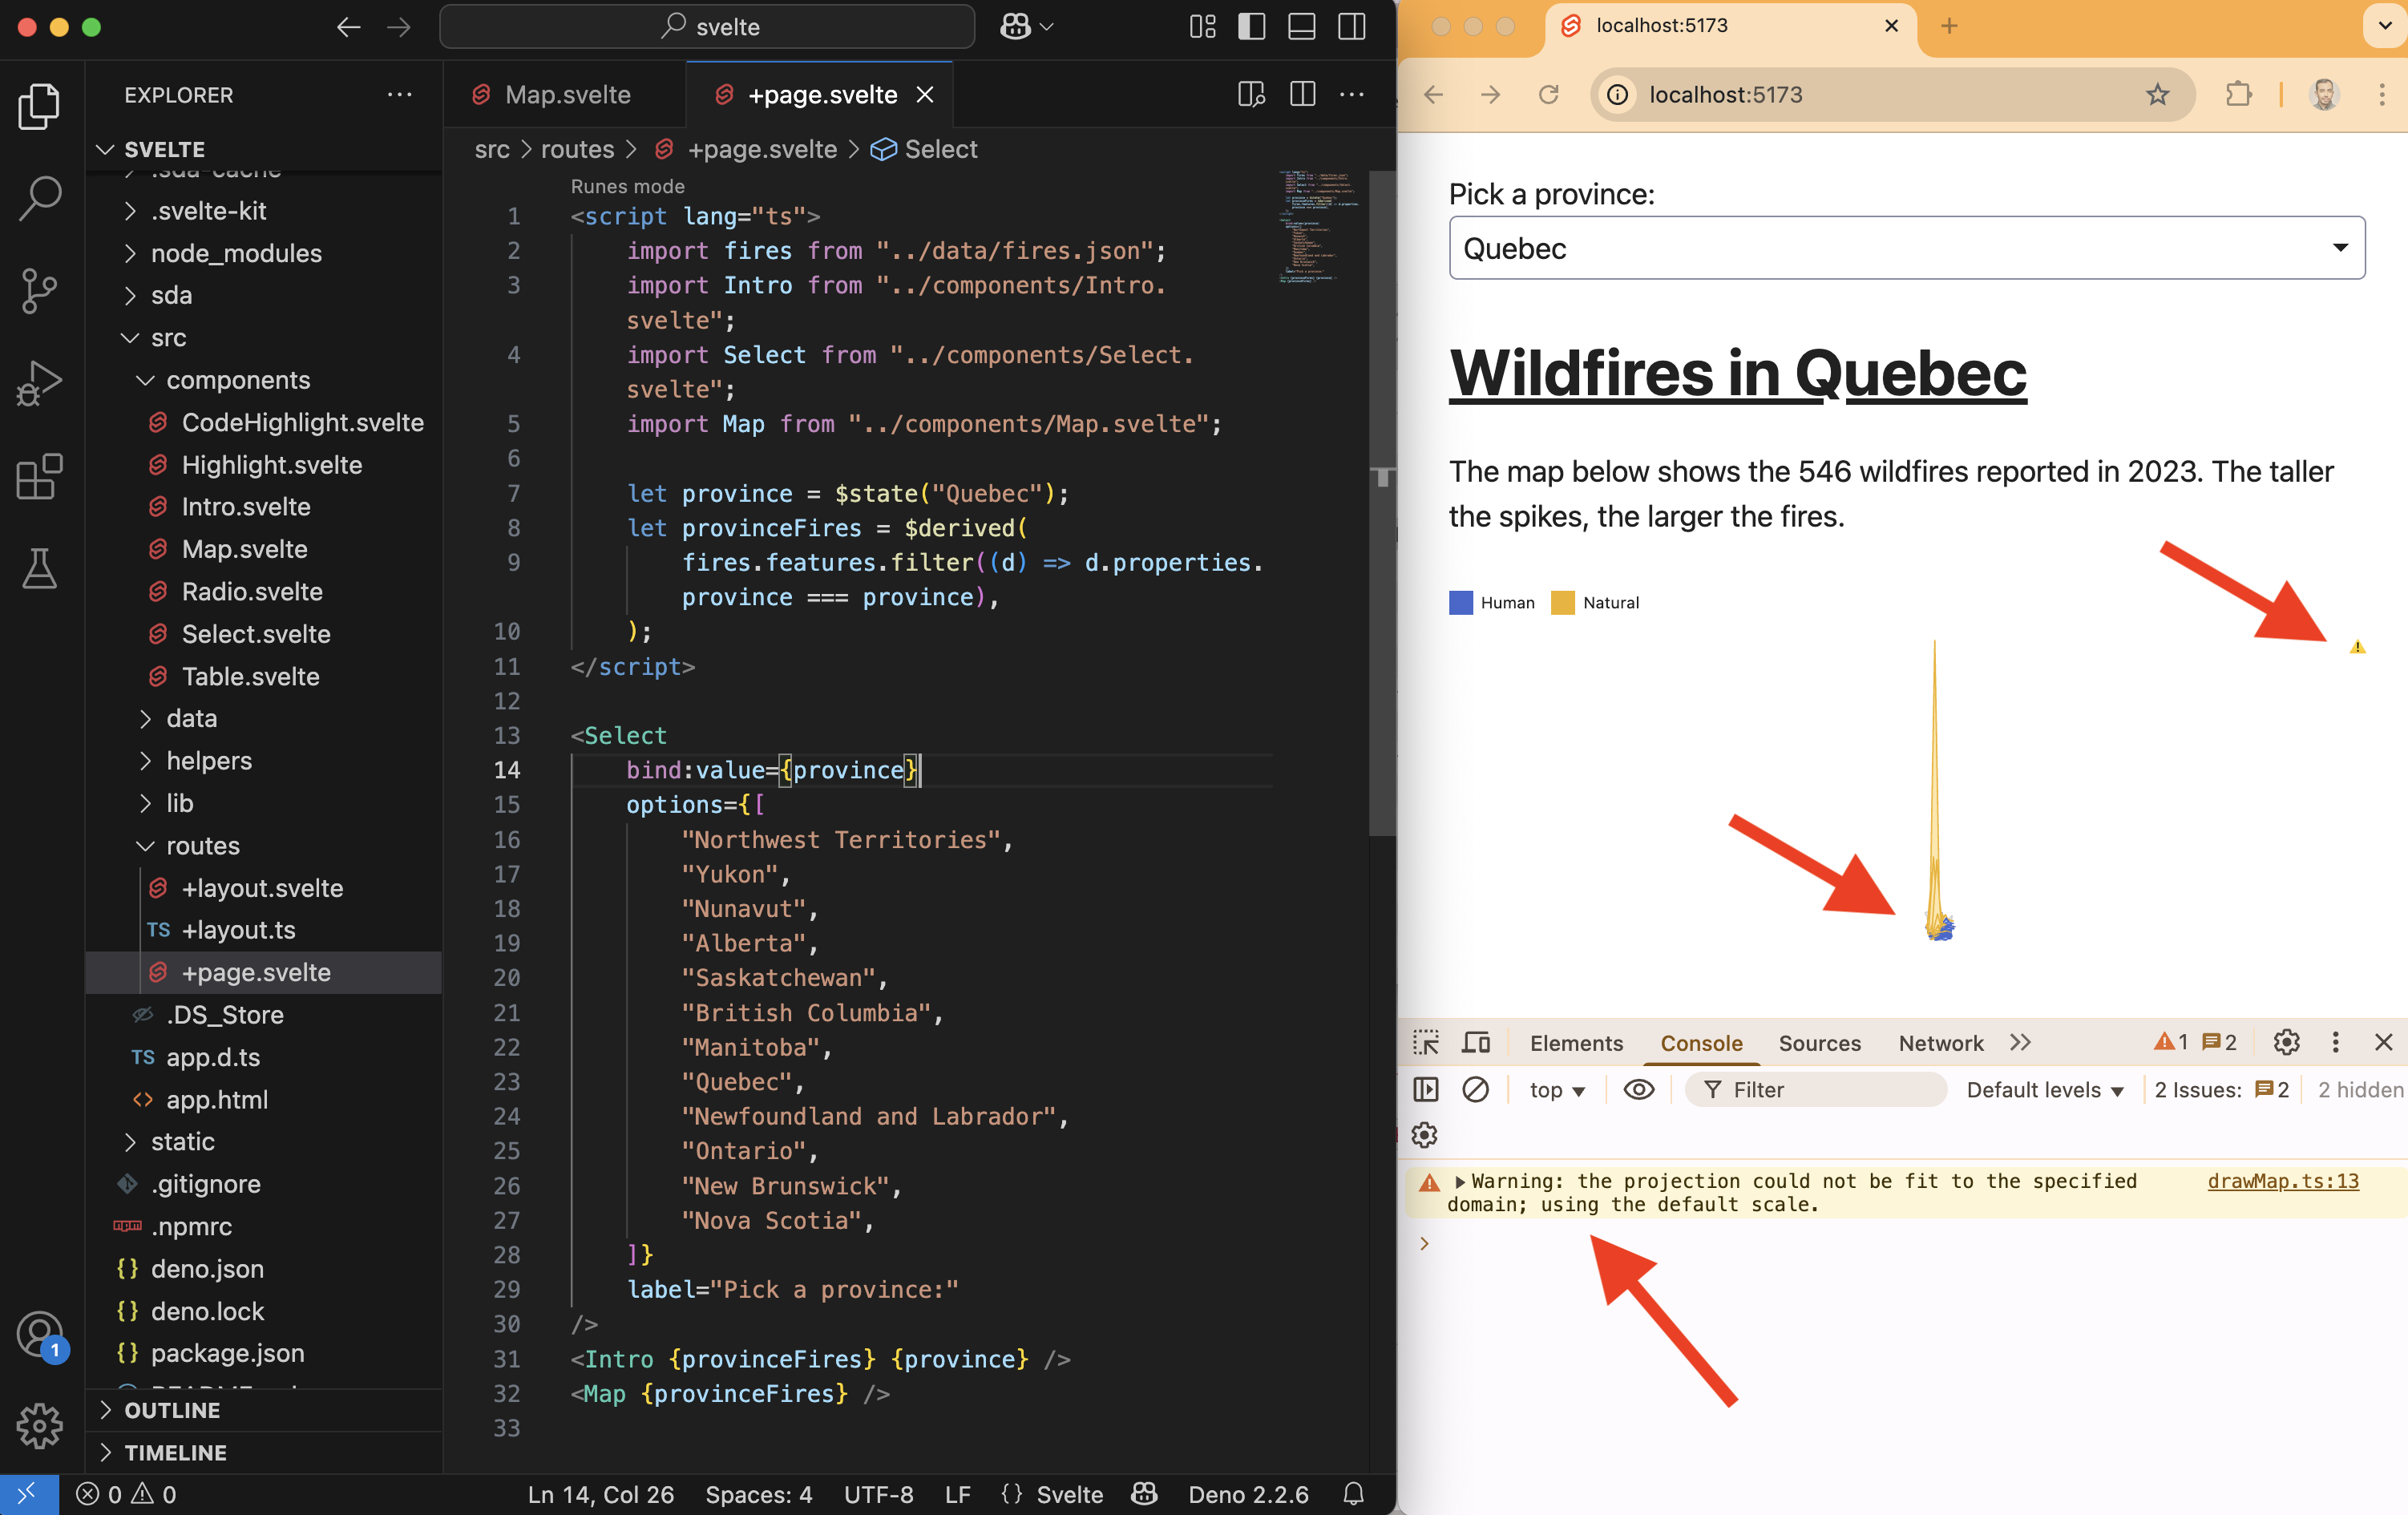 svelte
EXPLORER
SVELTE
.sda-cache
.svelte-kit
node_modules
sda
src
components
CodeHighlight.svelte
Highlight.svelte
Intro.svelte
Map.svelte
Radio.svelte
Select.svelte
Table.svelte
data
helpers
lib
routes
+layout.svelte
TS +layout.ts
+page.svelte
.DS_Store
TS app.d.ts
app.html
static
.gitignore
.npmrc
deno.json
deno.lock
package.json
OUTLINE
TIMELINE
1
Map.svelte
+page.svelte
src > routes > +page.svelte > Select
Runes mode
1 <script lang="ts">
2 import fires from "../data/fires.json";
3 import Intro from "../components/Intro.
svelte";
4 import Select from "../components/Select.
svelte";
5 import Map from "../components/Map.svelte";
6
7 let province = $state("Quebec");
8 let provinceFires = $derived(
9 fires.features.filter((d) => d.properties.
province === province),
10 );
11 </script>
12
13 <Select
14 bind:value={province}
15 options={[
16 "Northwest Territories",
17 "Yukon",
18 "Nunavut",
19 "Alberta",
20 "Saskatchewan",
21 "British Columbia",
22 "Manitoba",
23 "Quebec",
24 "Newfoundland and Labrador",
25 "Ontario",
26 "New Brunswick",
27 "Nova Scotia",
28 ]}
29 label="Pick a province:"
30 />
31 <Intro {provinceFires} {province} />
32 <Map {provinceFires} />
33
0 0
Ln 14, Col 26 Spaces: 4 UTF-8 LF {} Svelte Deno 2.2.6
localhost:5173
localhost:5173
Pick a province:
Quebec
Wildfires in Quebec
The map below shows the 546 wildfires reported in 2023. The taller
the spikes, the larger the fires.
Human Natural
Elements Console Sources Network 1 2
top Filter Default levels 2 Issues: 2 2 hidden
Warning: the projection could not be fit to the specified drawMap.ts:13
domain; using the default scale.